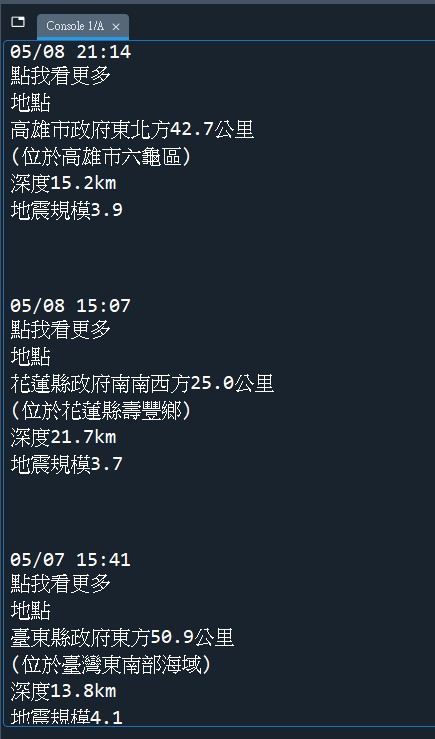 Console 1/A ×
05/08 21:14
點我看更多
地點
高雄市政府東北方42.7公里
(位於高雄市六龜區)
深度15.2km
地震規模3.9
05/08 15:07
點我看更多
地點
花蓮縣政府南南西方25.0公里
(位於花蓮縣壽豐鄉)
深度21.7km
地震規模3.7
05/07 15:41
點我看更多
地點
臺東縣政府東方50.9公里
(位於臺灣東南部海域)
深度13.8km
地震規模4.1